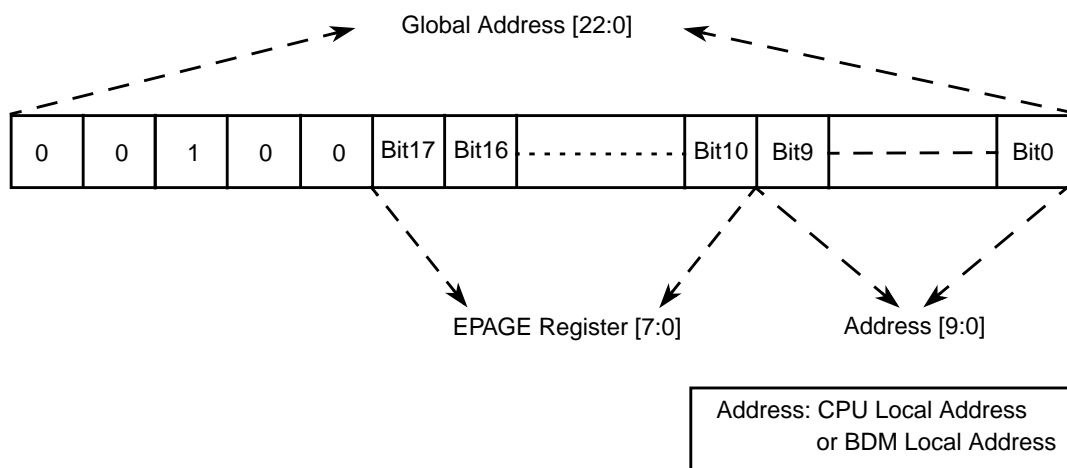 Global Address [22:0]
0 0 1 0 0 Bit17 Bit16 Bit10 Bit9 Bit0
EPAGE Register [7:0] Address [9:0]
Address: CPU Local Address
or BDM Local Address